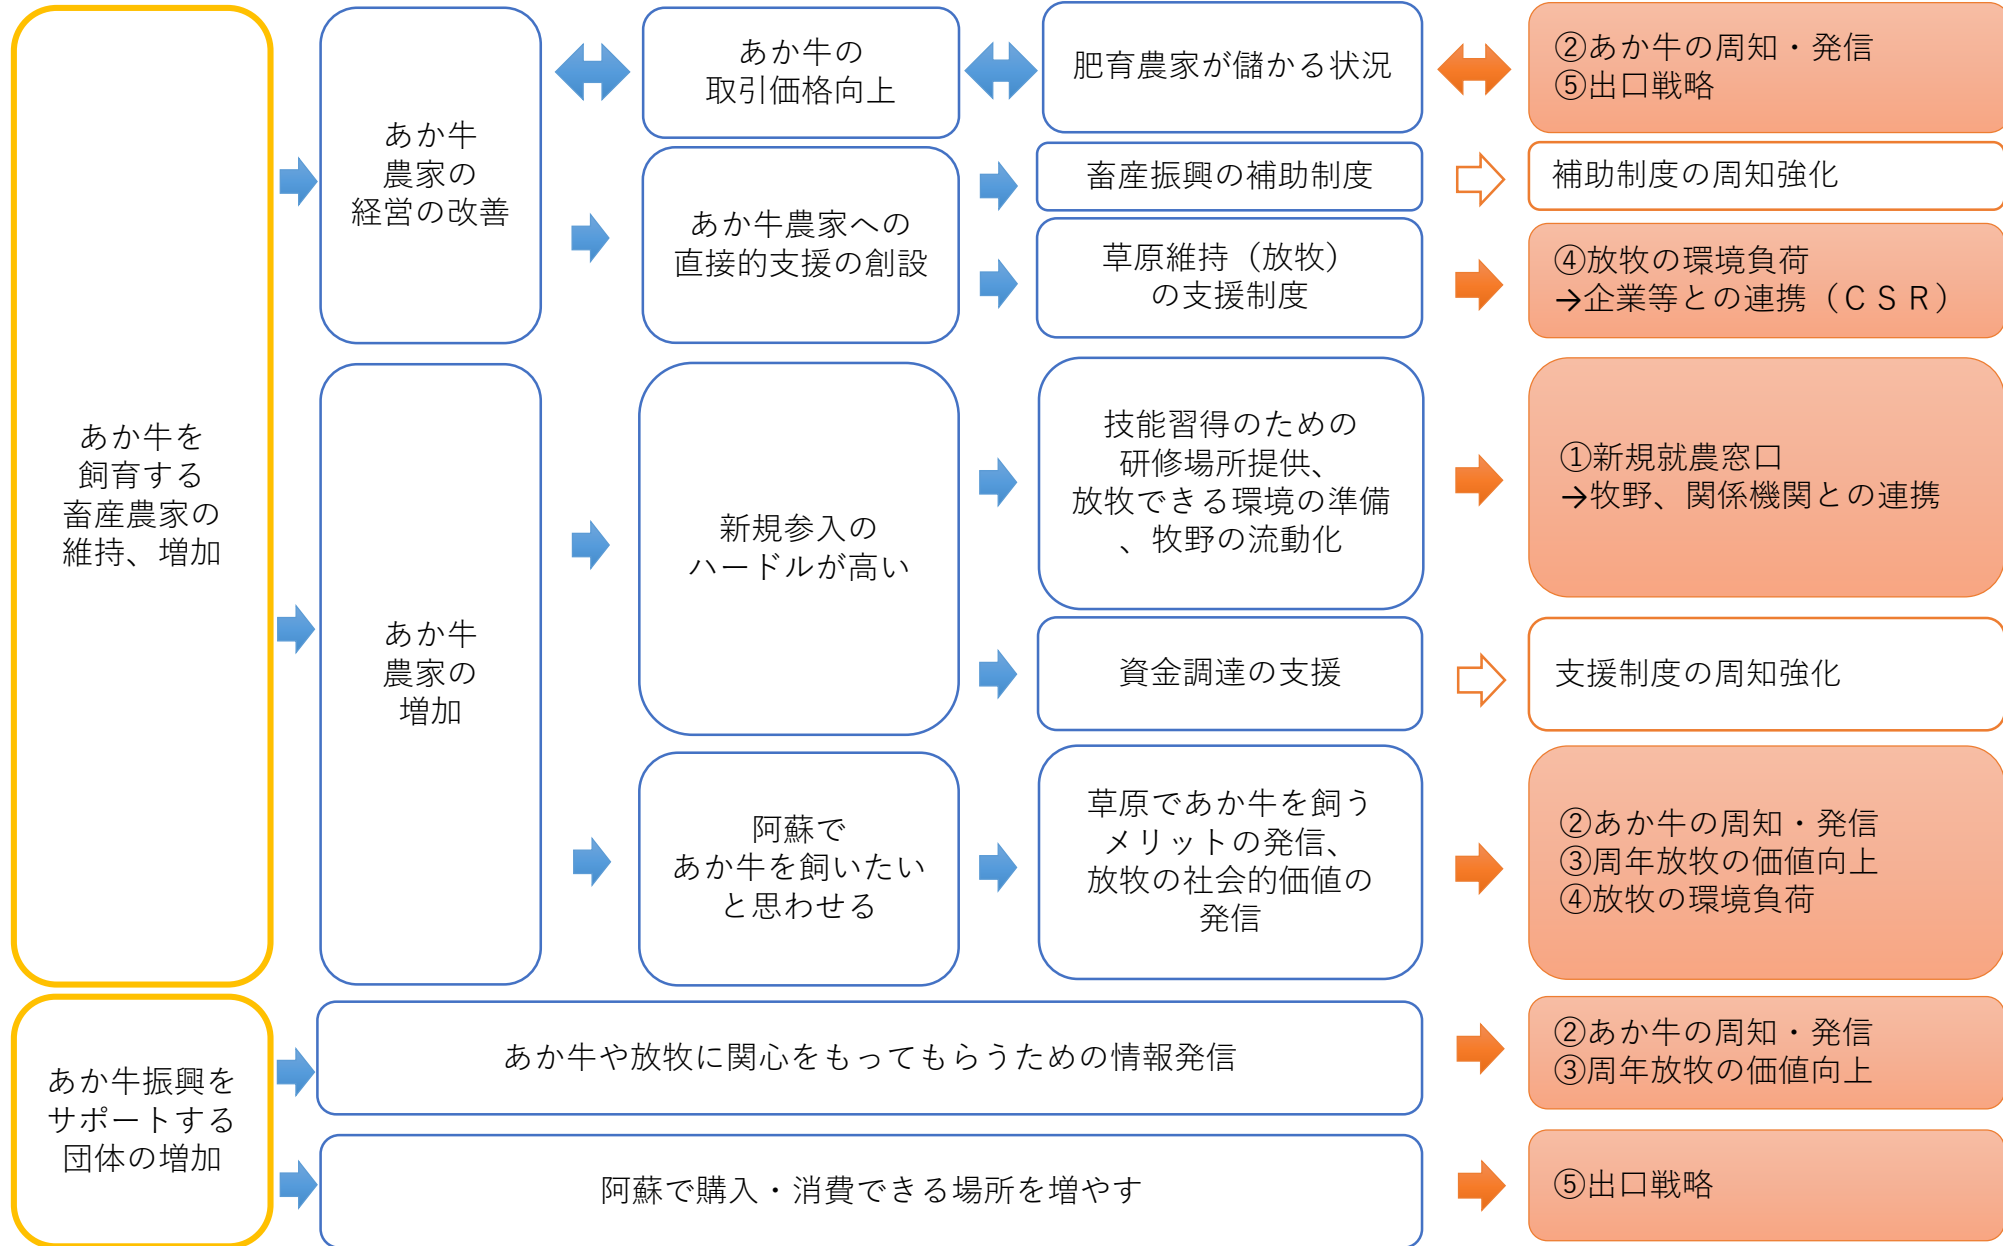 あか牛を
飼育する
畜産農家の
維持、増加
あか牛
農家の
経営の改善
あか牛の
取引価格向上
肥育農家が儲かる状況
②あか牛の周知・発信
⑤出口戦略
あか牛農家への
直接的支援の創設
畜産振興の補助制度
補助制度の周知強化
草原維持（放牧）
の支援制度
④放牧の環境負荷
→企業等との連携（ＣＳＲ）
あか牛
農家の
増加
新規参入の
ハードルが高い
技能習得のための
研修場所提供、
放牧できる環境の準備
、牧野の流動化
①新規就農窓口
→牧野、関係機関との連携
資金調達の支援
支援制度の周知強化
阿蘇で
あか牛を飼いたい
と思わせる
草原であか牛を飼う
メリットの発信、
放牧の社会的価値の
発信
②あか牛の周知・発信
③周年放牧の価値向上
④放牧の環境負荷
あか牛振興を
サポートする
団体の増加
あか牛や放牧に関心をもってもらうための情報発信
②あか牛の周知・発信
③周年放牧の価値向上
阿蘇で購入・消費できる場所を増やす
⑤出口戦略